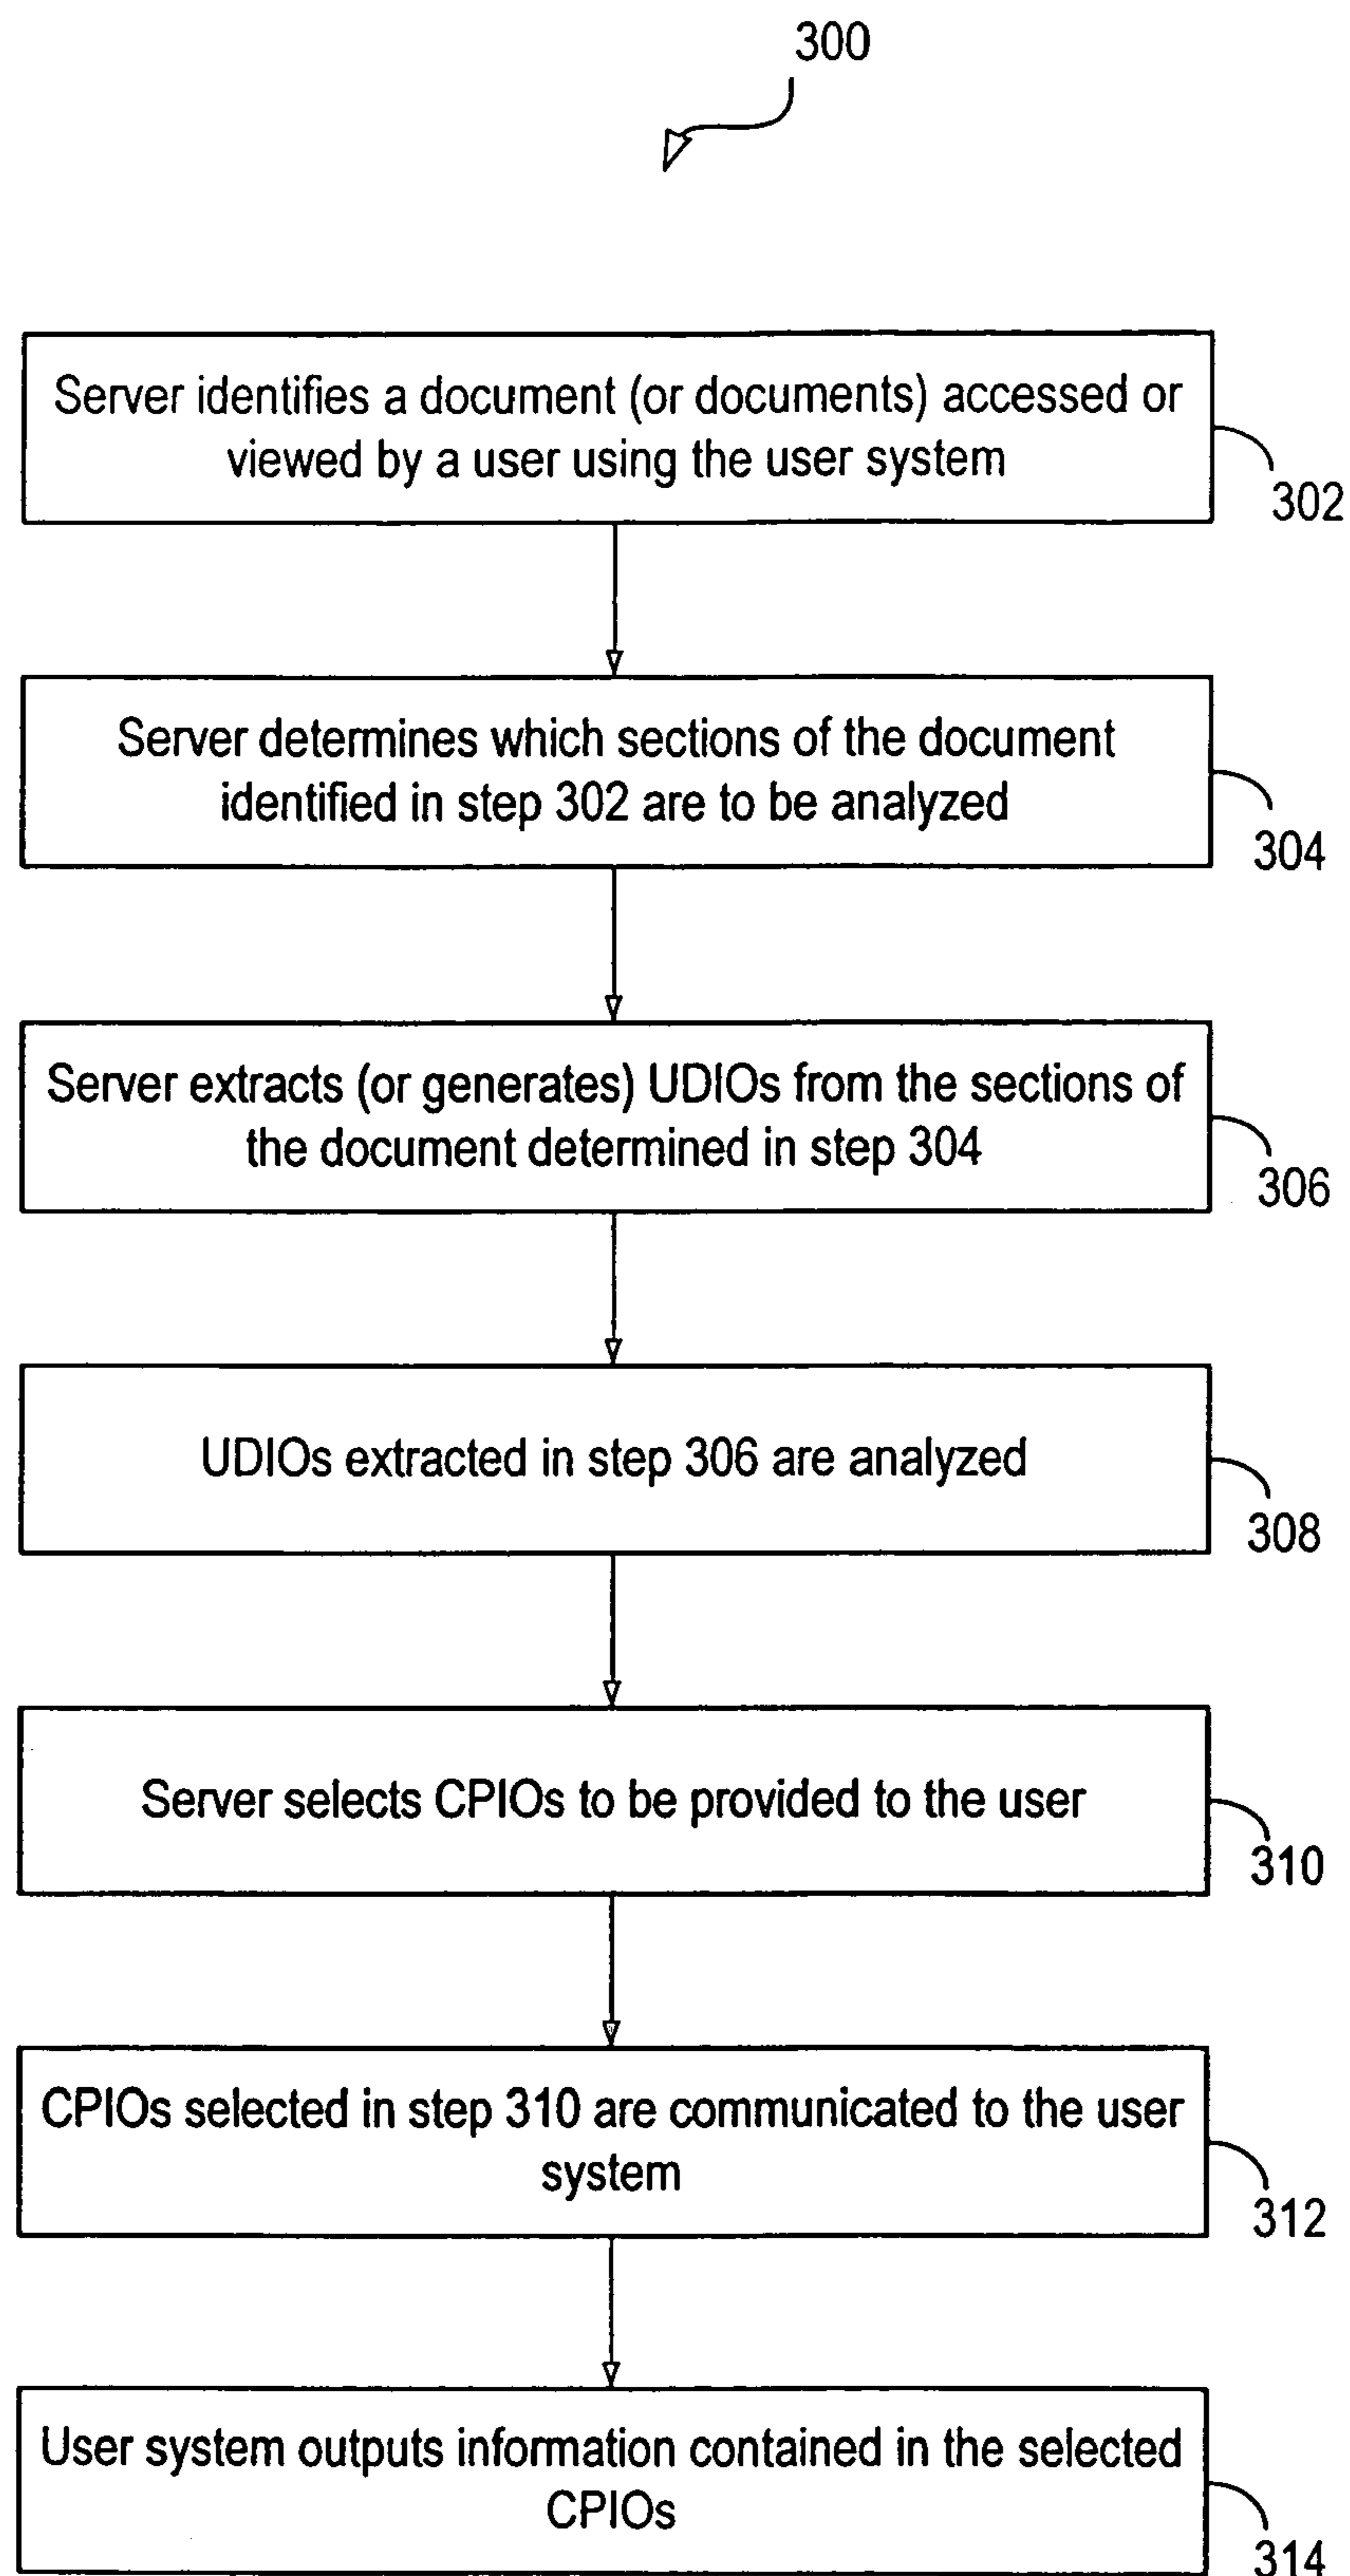 300
Server identifies a document (or documents) accessed or
viewed by a user using the user system
302
Server determines which sections of the document
identified in step 302 are to be analyzed
304
Server extracts (or generates) UDIOs from the sections of
the document determined in step 304
306
UDIOs extracted in step 306 are analyzed
308
Server selects CPIOs to be provided to the user
310
CPIOs selected in step 310 are communicated to the user
system
312
User system outputs information contained in the selected
CPIOs
314